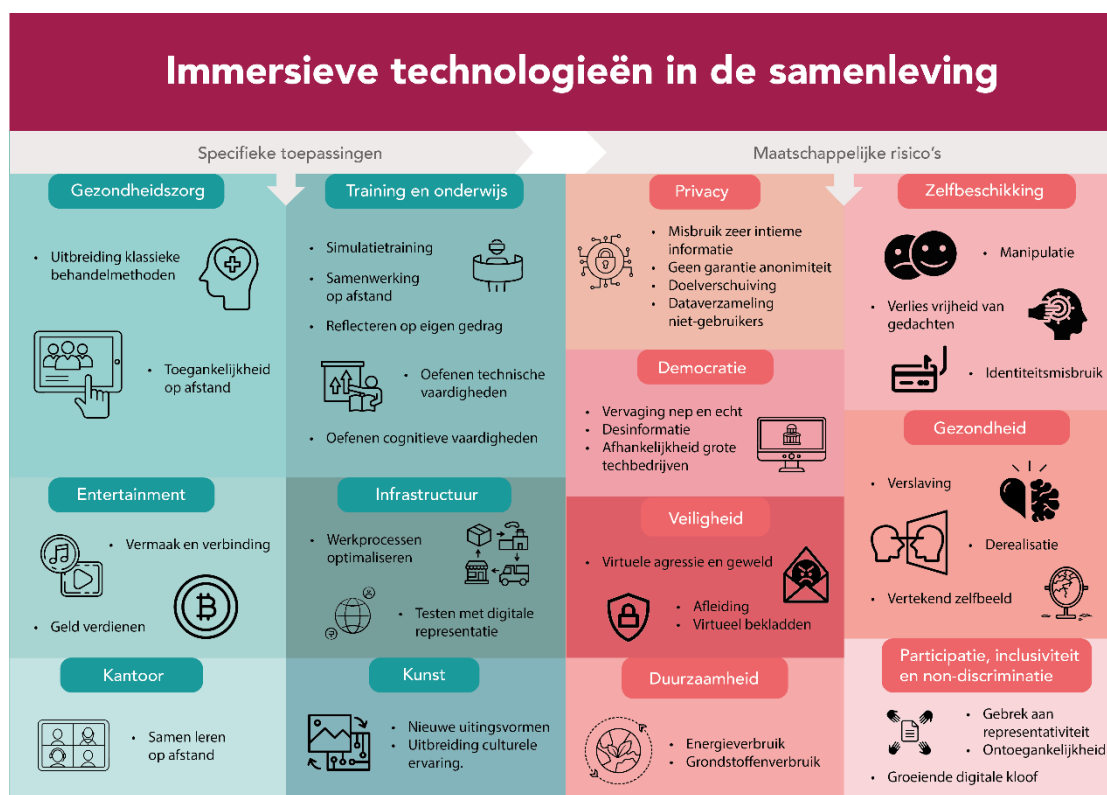 Immersieve technologieën in de samenleving
Specifieke toepassingen
Maatschappelijke risico's
Gezondheidszorg
• Uitbreiding klassieke
behandelmethoden
• Toegankelijkheid
op afstand
Training en onderwijs
• Simulatietraining
• Samenwerking
op afstand
• Reflecteren op eigen gedrag
• Oefenen technische
vaardigheden
• Oefenen cognitieve vaardigheden
Entertainment
• Vermaak en verbinding
• Geld verdienen
Infrastructuur
• Werkprocessen
optimaliseren
• Testen met digitale
representatie
Kantoor
• Samen leren
op afstand
Kunst
• Nieuwe uitingsvormen
• Uitbreiding culturele
ervaring.
Privacy
• Misbruik zeer intieme
informatie
• Geen garantie anonimiteit
• Doelverschuiving
• Dataverzameling
niet-gebruikers
Democratie
• Vervaging nep en echt
• Desinformatie
• Afhankelijkheid grote
techbedrijven
Veiligheid
• Virtuele agressie en geweld
• Afleiding
• Virtueel bekladden
Duurzaamheid
• Energieverbruik
• Grondstoffenverbruik
Zelfbeschikking
• Manipulatie
• Verlies vrijheid van
gedachten
• Identiteitsmisbruik
Gezondheid
• Verslaving
• Derealisatie
• Vertekend zelfbeeld
Participatie, inclusiviteit
en non-discriminatie
• Gebrek aan
representativiteit
• Ontoegankelijkheid
• Groeiende digitale kloof